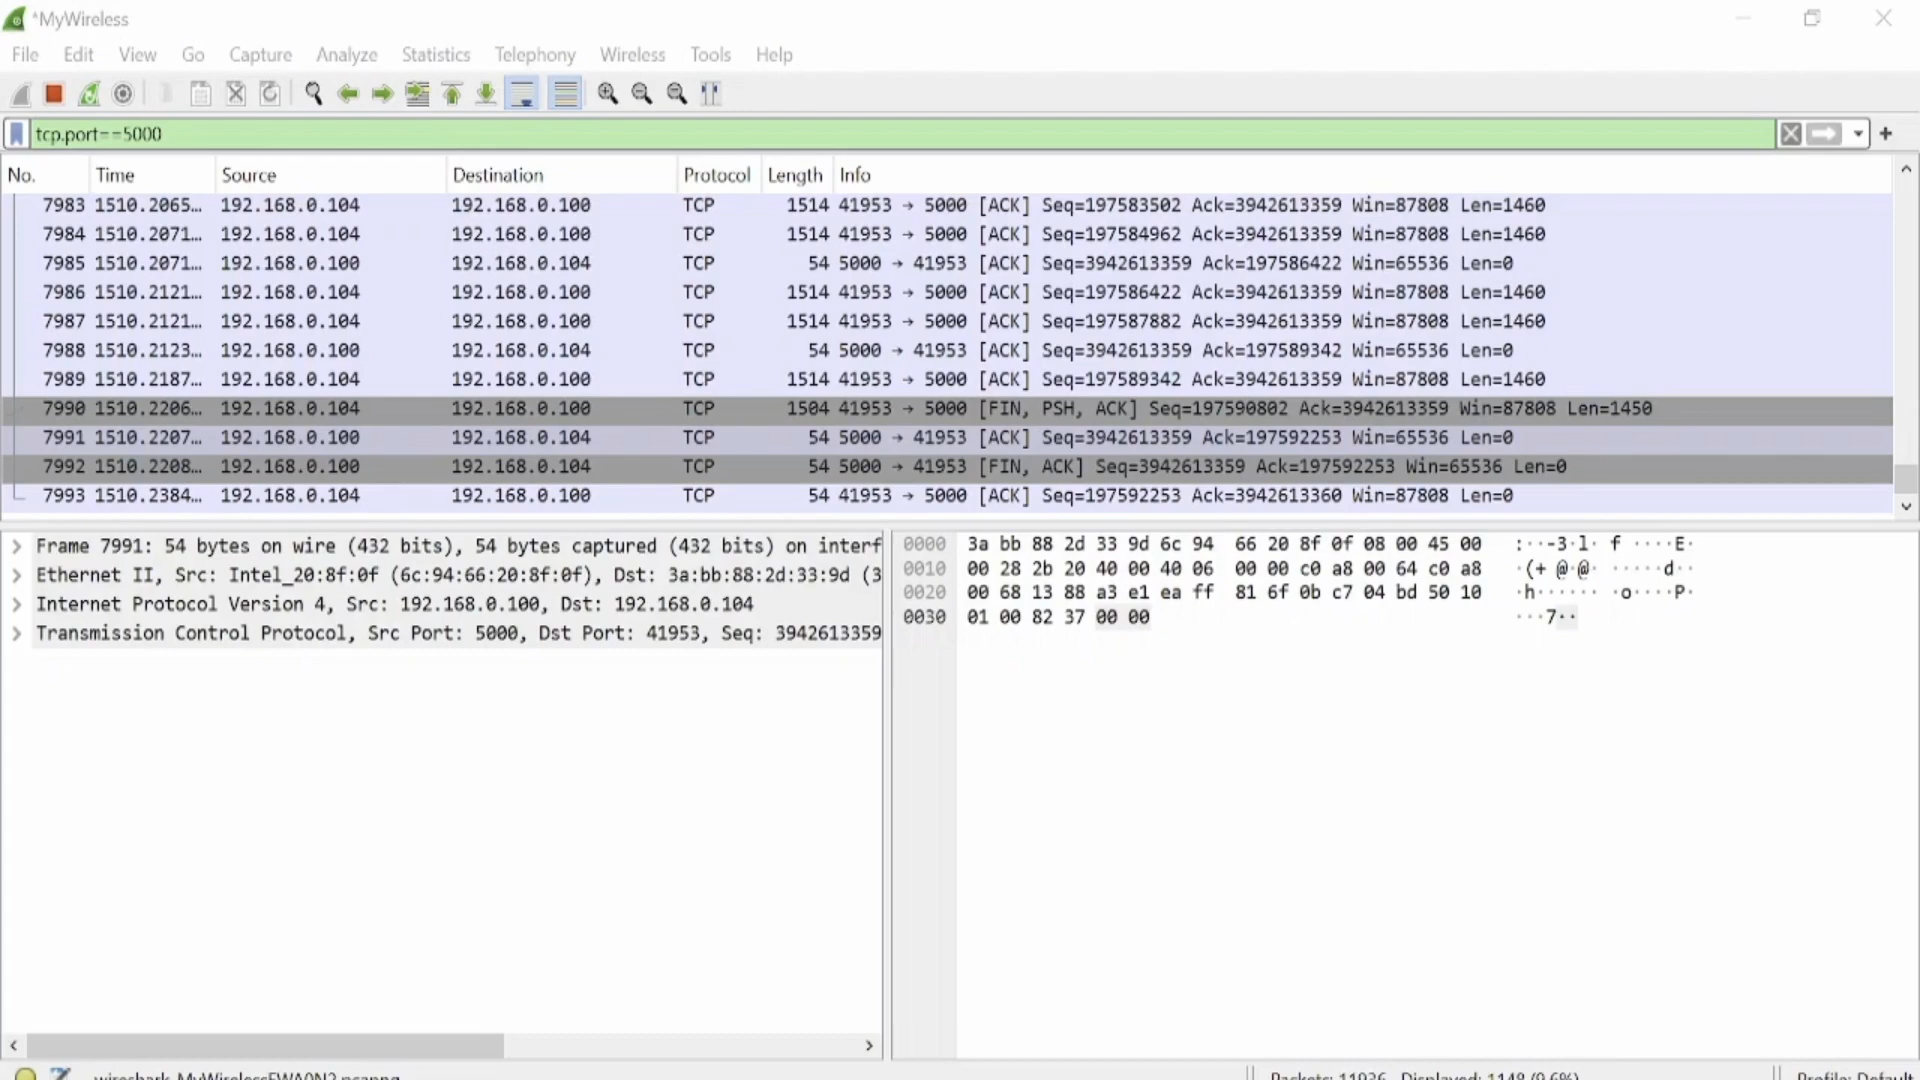 *MyWireless
File Edit View Go Capture Analyze Statistics Telephony Wireless Tools Help
tcp.port==5000
No. Time Source Destination Protocol Length Info
7983 1510.2065… 192.168.0.104 192.168.0.100 TCP 1514 41953 → 5000 [ACK] Seq=197583502 Ack=3942613359 Win=87808 Len=1460
7984 1510.2071… 192.168.0.104 192.168.0.100 TCP 1514 41953 → 5000 [ACK] Seq=197584962 Ack=3942613359 Win=87808 Len=1460
7985 1510.2071… 192.168.0.100 192.168.0.104 TCP 54 5000 → 41953 [ACK] Seq=3942613359 Ack=197586422 Win=65536 Len=0
7986 1510.2121… 192.168.0.104 192.168.0.100 TCP 1514 41953 → 5000 [ACK] Seq=197586422 Ack=3942613359 Win=87808 Len=1460
7987 1510.2121… 192.168.0.104 192.168.0.100 TCP 1514 41953 → 5000 [ACK] Seq=197587882 Ack=3942613359 Win=87808 Len=1460
7988 1510.2123… 192.168.0.100 192.168.0.104 TCP 54 5000 → 41953 [ACK] Seq=3942613359 Ack=197589342 Win=65536 Len=0
7989 1510.2187… 192.168.0.104 192.168.0.100 TCP 1514 41953 → 5000 [ACK] Seq=197589342 Ack=3942613359 Win=87808 Len=1460
7990 1510.2206… 192.168.0.104 192.168.0.100 TCP 1504 41953 → 5000 [FIN, PSH, ACK] Seq=197590802 Ack=3942613359 Win=87808 Len=1450
7991 1510.2207… 192.168.0.100 192.168.0.104 TCP 54 5000 → 41953 [ACK] Seq=3942613359 Ack=197592253 Win=65536 Len=0
7992 1510.2208… 192.168.0.100 192.168.0.104 TCP 54 5000 → 41953 [FIN, ACK] Seq=3942613359 Ack=197592253 Win=65536 Len=0
7993 1510.2384… 192.168.0.104 192.168.0.100 TCP 54 41953 → 5000 [ACK] Seq=197592253 Ack=3942613360 Win=87808 Len=0
Frame 7991: 54 bytes on wire (432 bits), 54 bytes captured (432 bits) on interf
Ethernet II, Src: Intel_20:8f:0f (6c:94:66:20:8f:0f), Dst: 3a:bb:88:2d:33:9d (3
Internet Protocol Version 4, Src: 192.168.0.100, Dst: 192.168.0.104
Transmission Control Protocol, Src Port: 5000, Dst Port: 41953, Seq: 3942613359
0000 3a bb 88 2d 33 9d 6c 94 66 20 8f 0f 08 00 45 00 :··-3·l· f ····E·
0010 00 28 2b 20 40 00 40 06 00 00 c0 a8 00 64 c0 a8 ·(+ @·@· ·····d··
0020 00 68 13 88 a3 e1 ea ff 81 6f 0b c7 04 bd 50 10 ·h······ ·o····P·
0030 01 00 82 37 00 00 ···7··
Packets: 11936 Displayed: 1148 (9.6%) Profile: Default